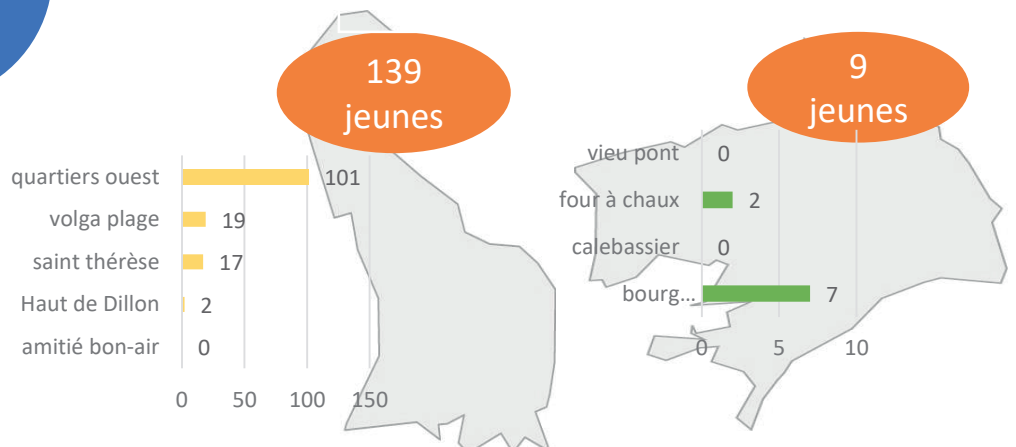 139
jeunes
quartiers ouest 101
volga plage 19
saint thérèse 17
Haut de Dillon 2
amitié bon-air 0
0 50 100 150
9
jeunes
vieu pont 0
four à chaux 2
calebassier 0
bourg... 7
0 5 10